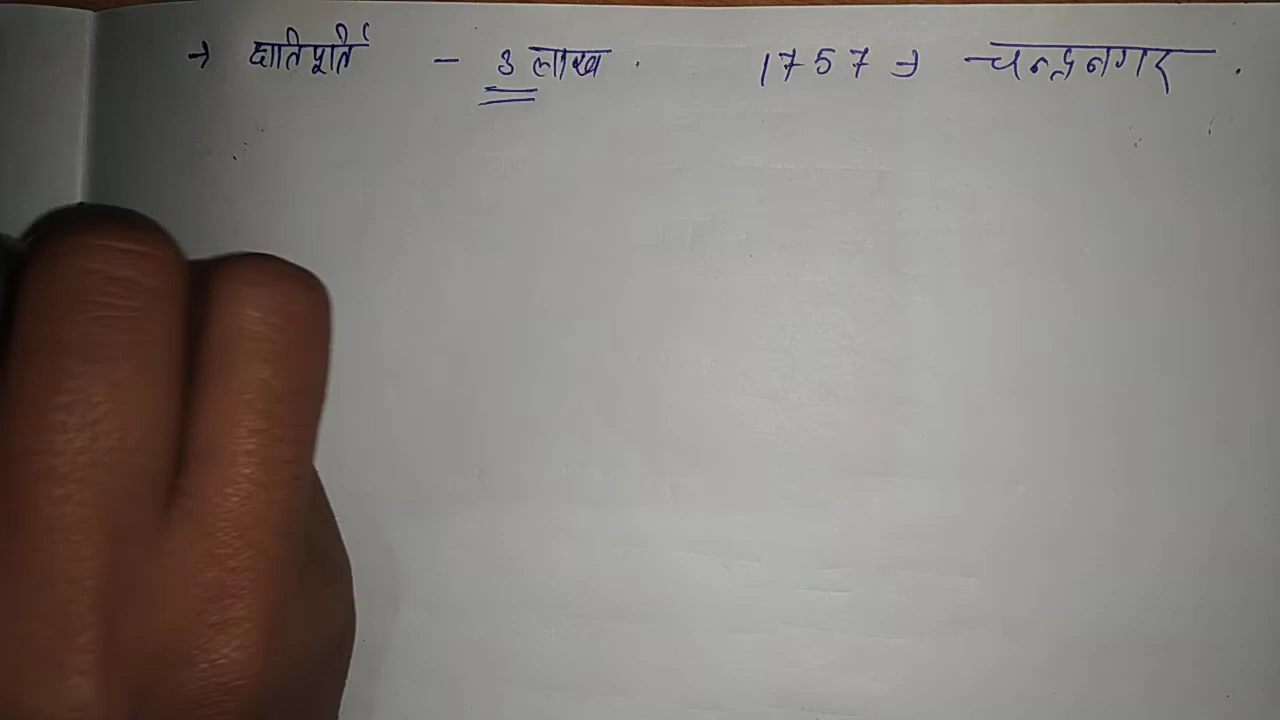 → क्षतिपूर्ति - 3 लाख . 1757 → चन्द्रनगर .